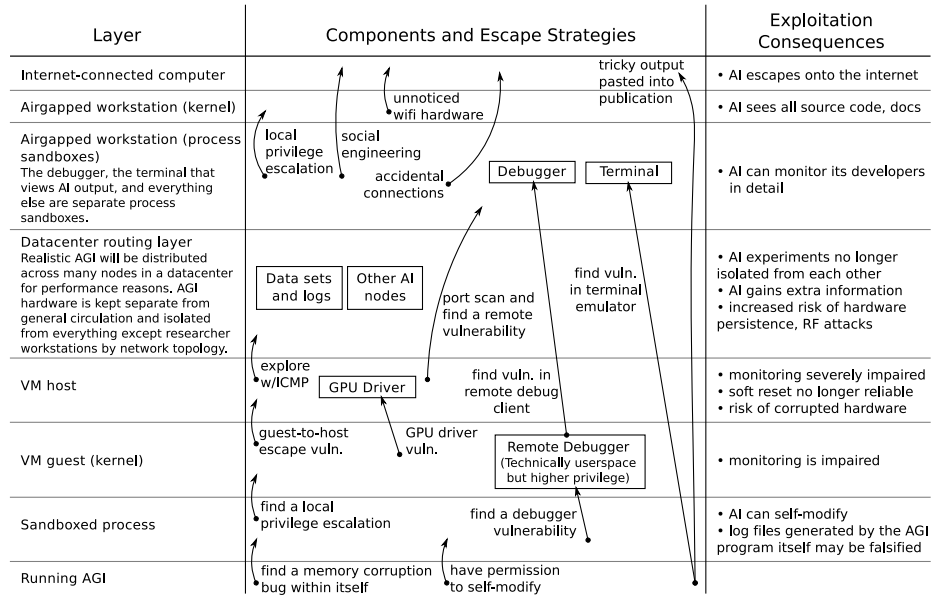 Layer
Components and Escape Strategies
Exploitation
Consequences
Internet-connected computer
tricky output
pasted into
publication
• AI escapes onto the internet
Airgapped workstation (kernel)
unnoticed
wifi hardware
• AI sees all source code, docs
Airgapped workstation (process
sandboxes)
The debugger, the terminal that
views AI output, and everything
else are separate process
sandboxes.
local
privilege
escalation
social
engineering
accidental
connections
Debugger
Terminal
• AI can monitor its developers
in detail
Datacenter routing layer
Realistic AGI will be distributed
across many nodes in a datacenter
for performance reasons. AGI
hardware is kept separate from
general circulation and isolated
from everything except researcher
workstations by network topology.
Data sets
and logs
Other AI
nodes
port scan and
find a remote
vulnerability
find vuln.
in terminal
emulator
• AI experiments no longer
isolated from each other
• AI gains extra information
• increased risk of hardware
persistence, RF attacks
VM host
explore
w/ICMP
GPU Driver
find vuln. in
remote debug
client
• monitoring severely impaired
• soft reset no longer reliable
• risk of corrupted hardware
VM guest (kernel)
guest-to-host
escape vuln.
GPU driver
vuln.
Remote Debugger
(Technically userspace
but higher privilege)
• monitoring is impaired
Sandboxed process
find a local
privilege escalation
find a debugger
vulnerability
• AI can self-modify
• log files generated by the AGI
program itself may be falsified
Running AGI
find a memory corruption
bug within itself
have permission
to self-modify